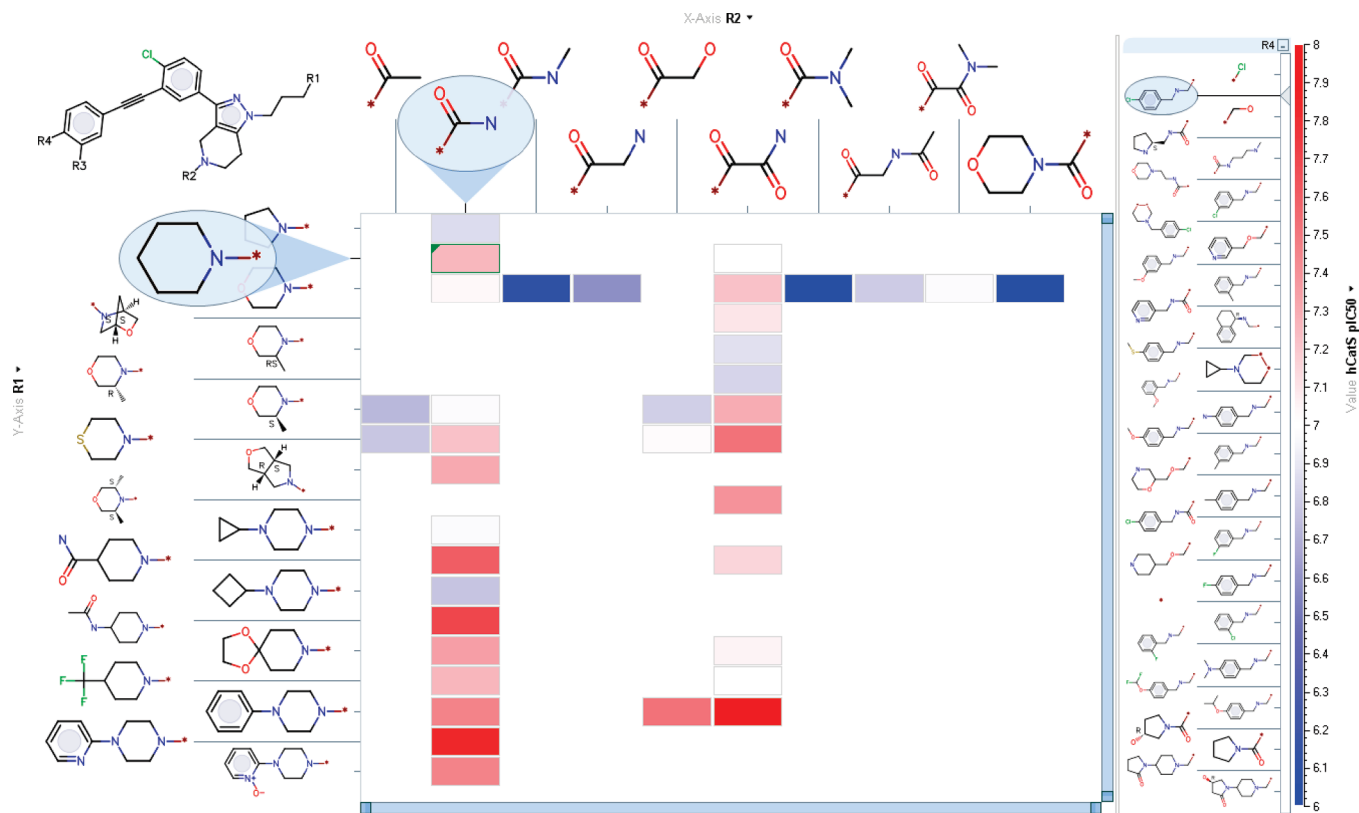 X-Axis R2
Y-Axis R1
R4
Value hCatS pIC50
8
7.9
7.8
7.7
7.6
7.5
7.4
7.3
7.2
7.1
7
6.9
6.8
6.7
6.6
6.5
6.4
6.3
6.2
6.1
6
Cl
R1
R4
R3
R2
N
N
N
O
*
O
N
*
O
O
*
O
N
*
O
N
O
*
O
N
*
O
N
*
O
N
O
*
O
N
O
*
O
N
O
*
N
*
N
*
O
N
*
H
S
S
O
H
N
*
O
N
*
RS
O
N
*
R
O
N
*
S
S
N
*
O
H
R
S
H
N
*
S
O
N
*
S
N
N
*
N
O
N
*
N
N
*
O
N
N
*
O
O
N
*
F
F
F
N
*
N
N
*
N
N
N
*
N+
O-
N
N
*